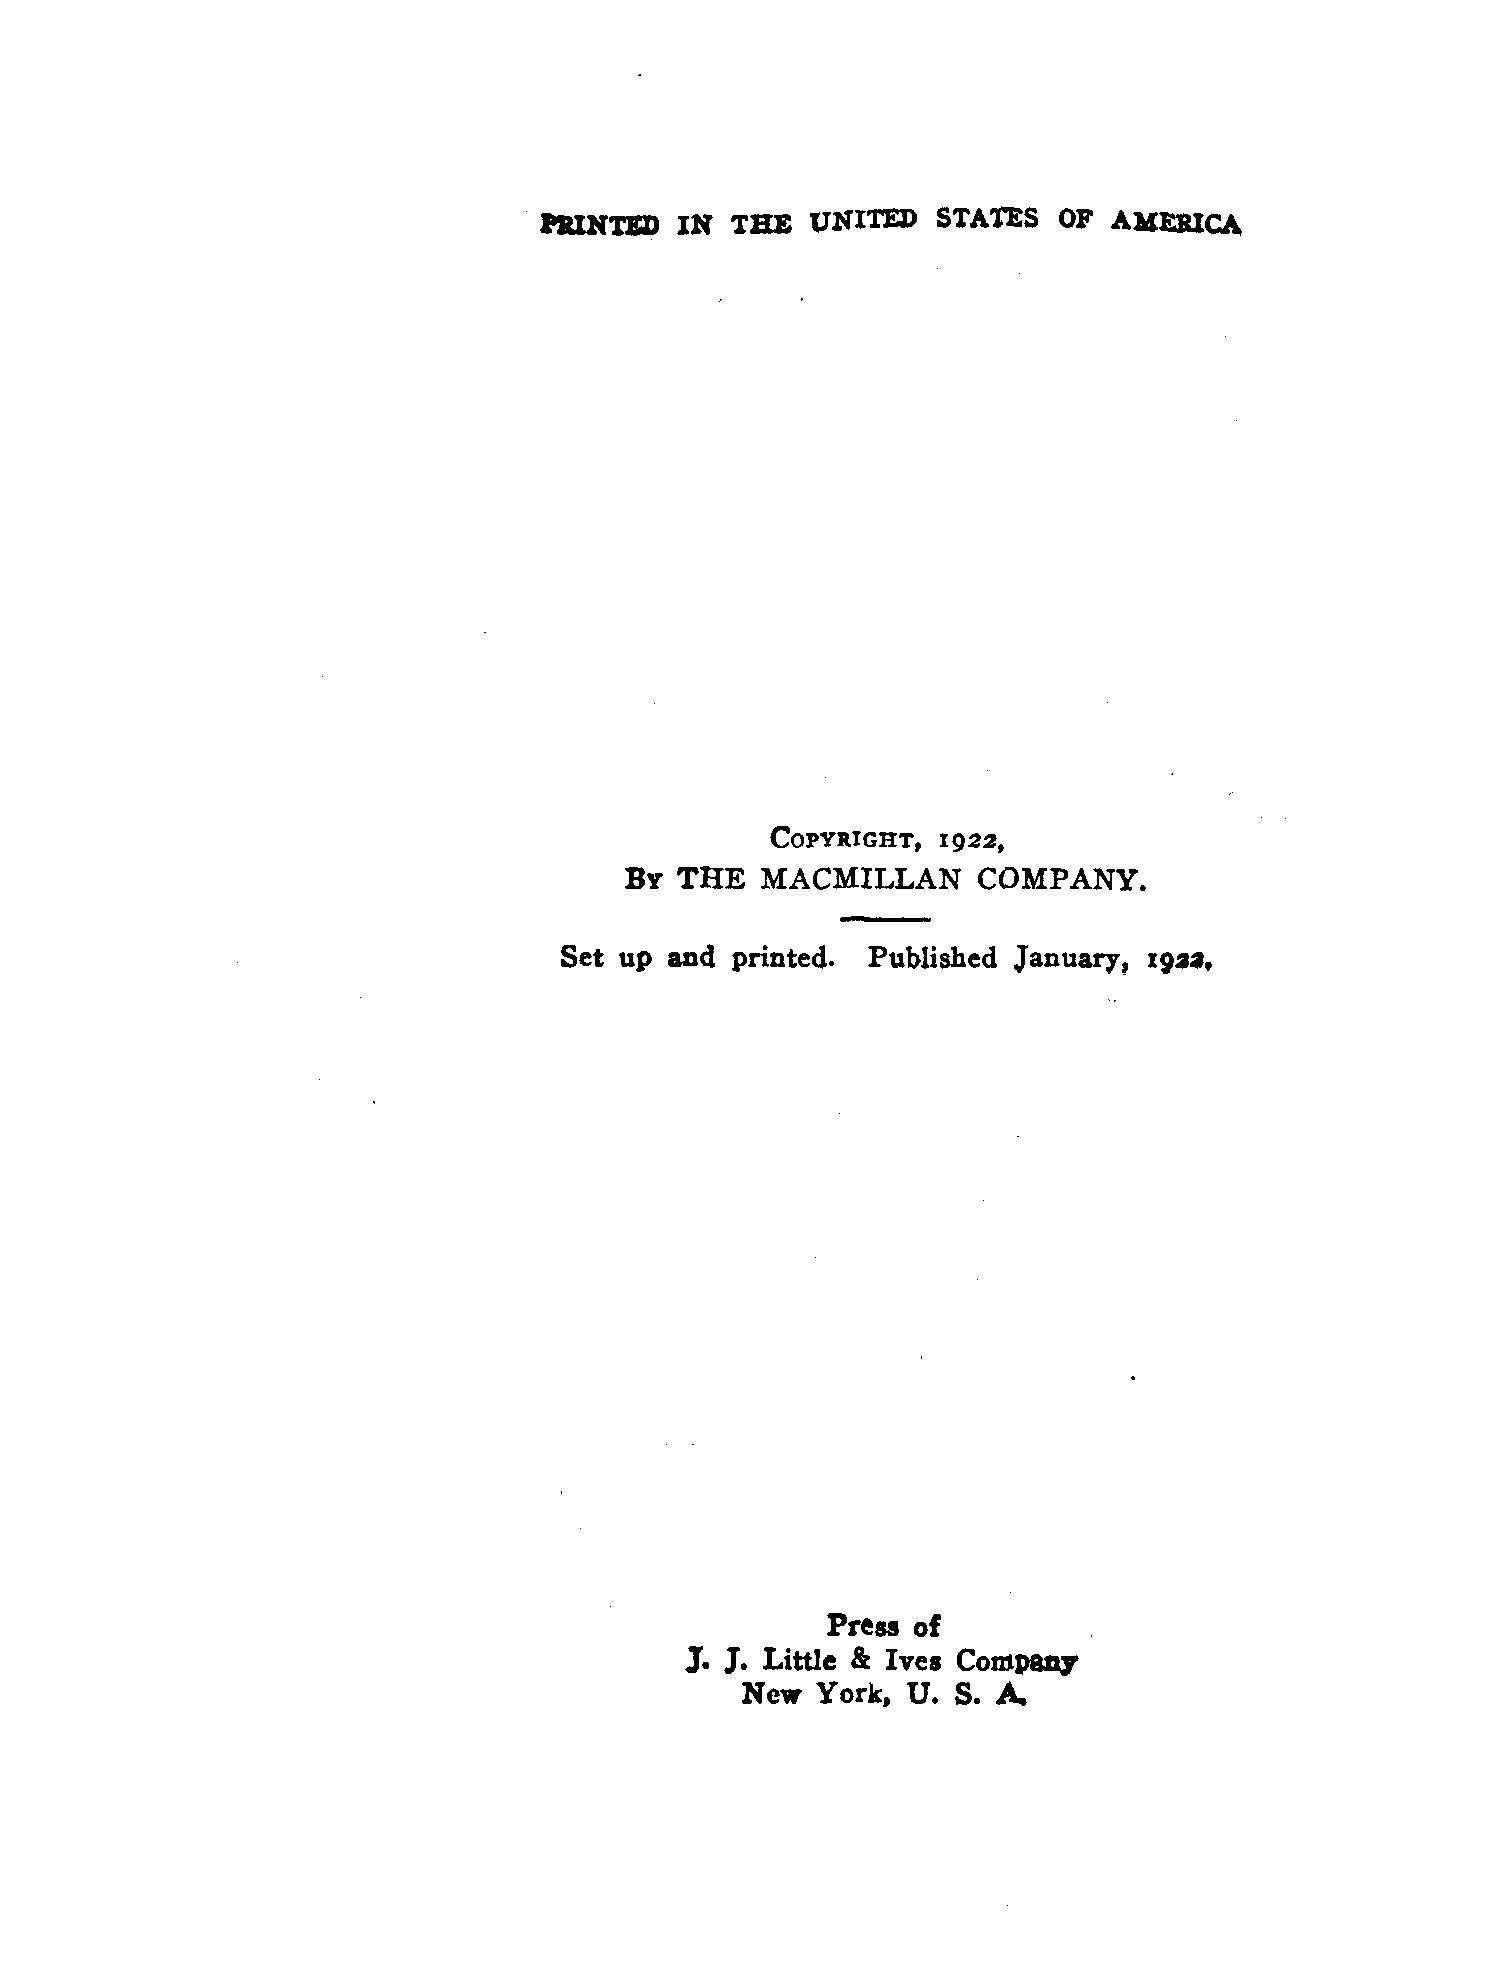 PRINTED IN THE UNITED STATES OF AMERICA
COPYRIGHT, 1922,
BY THE MACMILLAN COMPANY.
Set up and printed. Published January, 1922.
Press of
J. J. Little & Ives Company
New York, U. S. A.